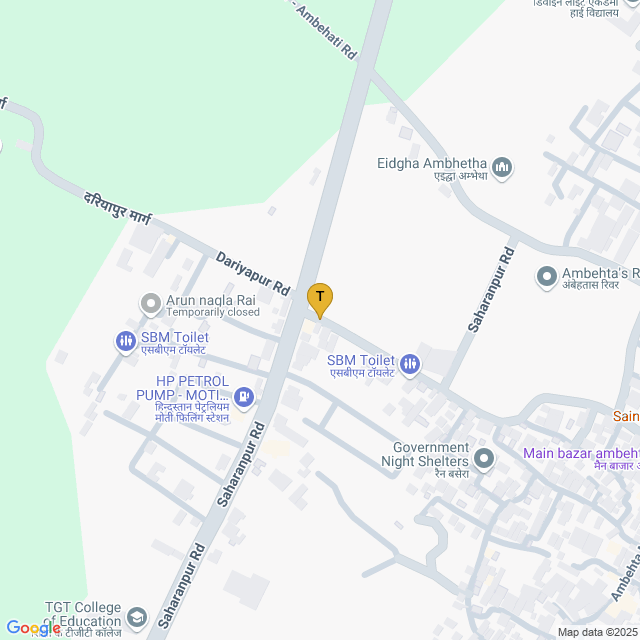 डिवाइन लाइट एकेडमी
हाई विद्यालय
- Ambehati Rd
Eidgha Ambhetha
एइद्घा अम्भेथा
दरियापुर मार्ग
Dariyapur Rd
Saharanpur Rd
Ambehta's R
अंबेहतास रिवर
Arun nagla Rai
Temporarily closed
T
SBM Toilet
एसबीएम टॉयलेट
SBM Toilet
एसबीएम टॉयलेट
HP PETROL
PUMP - MOTI...
हिन्दुस्तान पेट्रोलियम
मोती फिलिंग स्टेशन
Sain
Saharanpur Rd
Government
Night Shelters
रैन बसेरा
Main bazar ambeht
मैन बाजार अ
Saharanpur Rd
Ambehta
TGT College
of Education
टीजीटी कॉलेज
Google
Map data ©2025